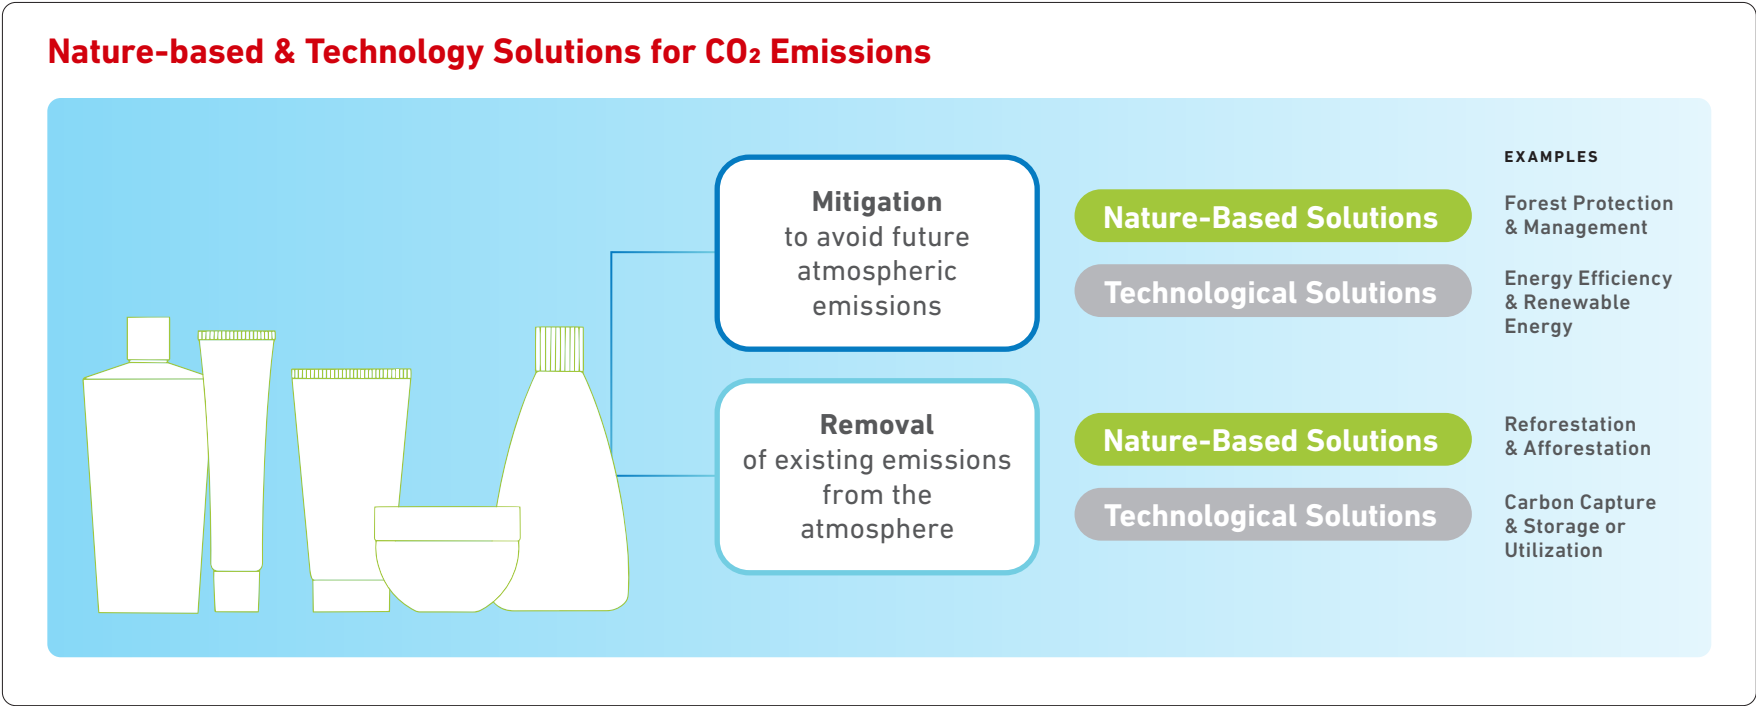 Nature-based & Technology Solutions for CO₂ Emissions
Mitigation
to avoid future
atmospheric
emissions
EXAMPLES
Nature-Based Solutions
Forest Protection
& Management
Technological Solutions
Energy Efficiency
& Renewable
Energy
Removal
of existing emissions
from the
atmosphere
Nature-Based Solutions
Reforestation
& Afforestation
Technological Solutions
Carbon Capture
& Storage or
Utilization